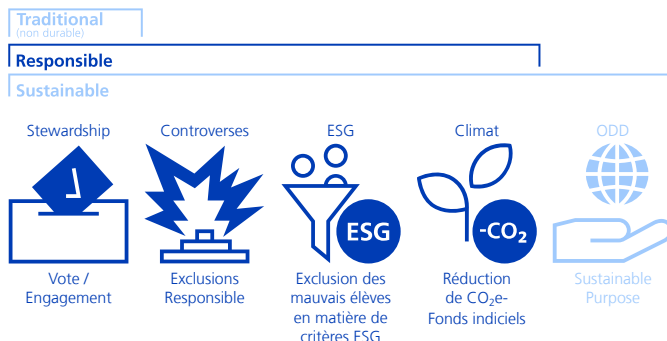 Traditional
(non durable)
Responsible
Sustainable
Stewardship
Controverses
ESG
Climat
ODD
ESG
-CO₂
Vote /
Engagement
Exclusions
Responsible
Exclusion des
mauvais élèves
en matière de
critères ESG
Réduction
de CO₂e-
Fonds indiciels
Sustainable
Purpose